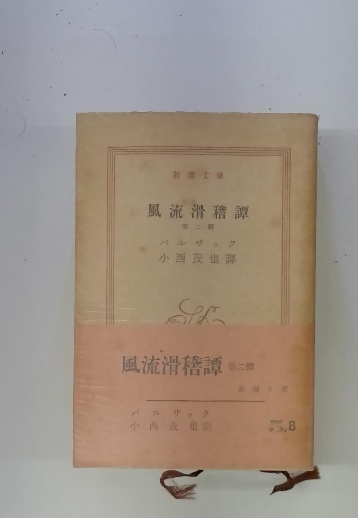 新潮文庫
風流滑稽譚
第二輯
バルザック
小西茂也譯
風流滑稽譚 第二輯
新潮文庫
バルザック
小西茂也譯